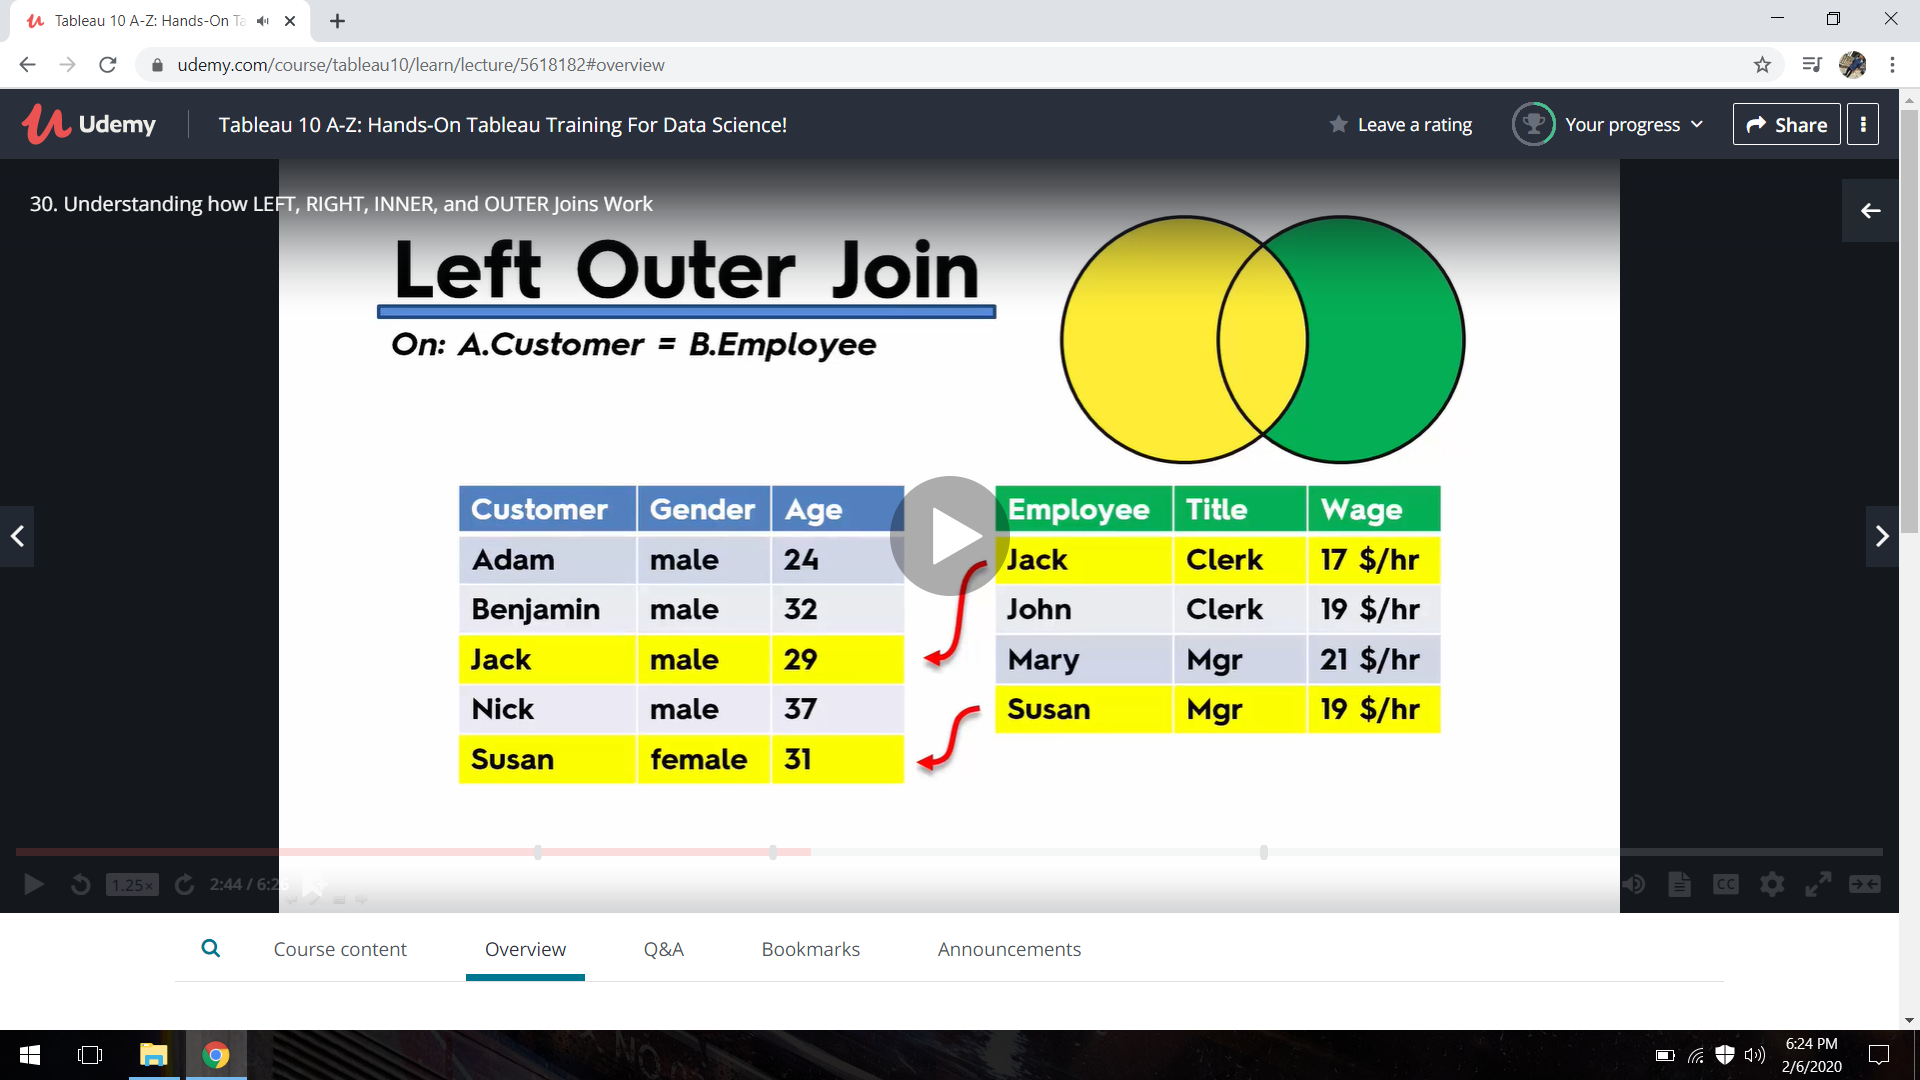 Tableau 10 A-Z: Hands-On Ta
udemy.com/course/tableau10/learn/lecture/5618182#overview
Udemy
Tableau 10 A-Z: Hands-On Tableau Training For Data Science!
Leave a rating
Your progress
Share
30. Understanding how LEFT, RIGHT, INNER, and OUTER Joins Work
Left Outer Join
On: A.Customer = B.Employee
Customer Gender Age
Adam male 24
Benjamin male 32
Jack male 29
Nick male 37
Susan female 31
Employee Title Wage
Jack Clerk 17 $/hr
John Clerk 19 $/hr
Mary Mgr 21 $/hr
Susan Mgr 19 $/hr
1.25×
2:44 / 6:26
CC
Course content
Overview
Q&A
Bookmarks
Announcements
6:24 PM
2/6/2020